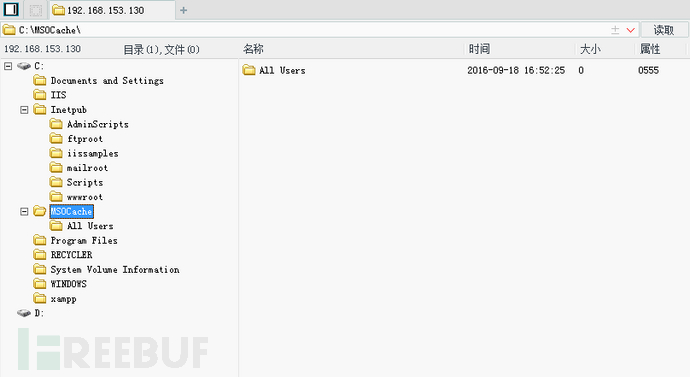 192.168.153.130
C:\MSOCache\
读取
192.168.153.130 目录(1),文件(0) 名称 时间 大小 属性
C: All Users 2016-09-18 16:52:25 0 0555
Documents and Settings
IIS
Inetpub
AdminScripts
ftproot
iissamples
mailroot
Scripts
wwwroot
MSOCache
All Users
Program Files
RECYCLER
System Volume Information
WINDOWS
xampp
D:
FREEBUF